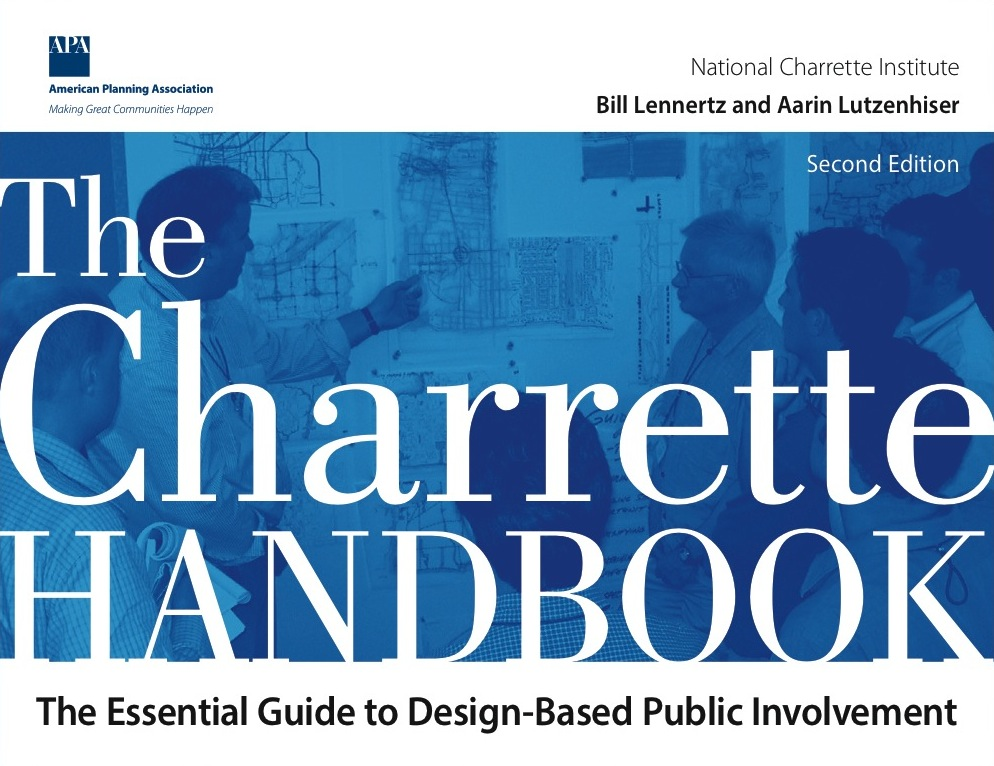 APA
American Planning Association
Making Great Communities Happen
National Charrette Institute
Bill Lennertz and Aarin Lutzenhiser
Second Edition
The
Charrette
HANDBOOK
The Essential Guide to Design-Based Public Involvement